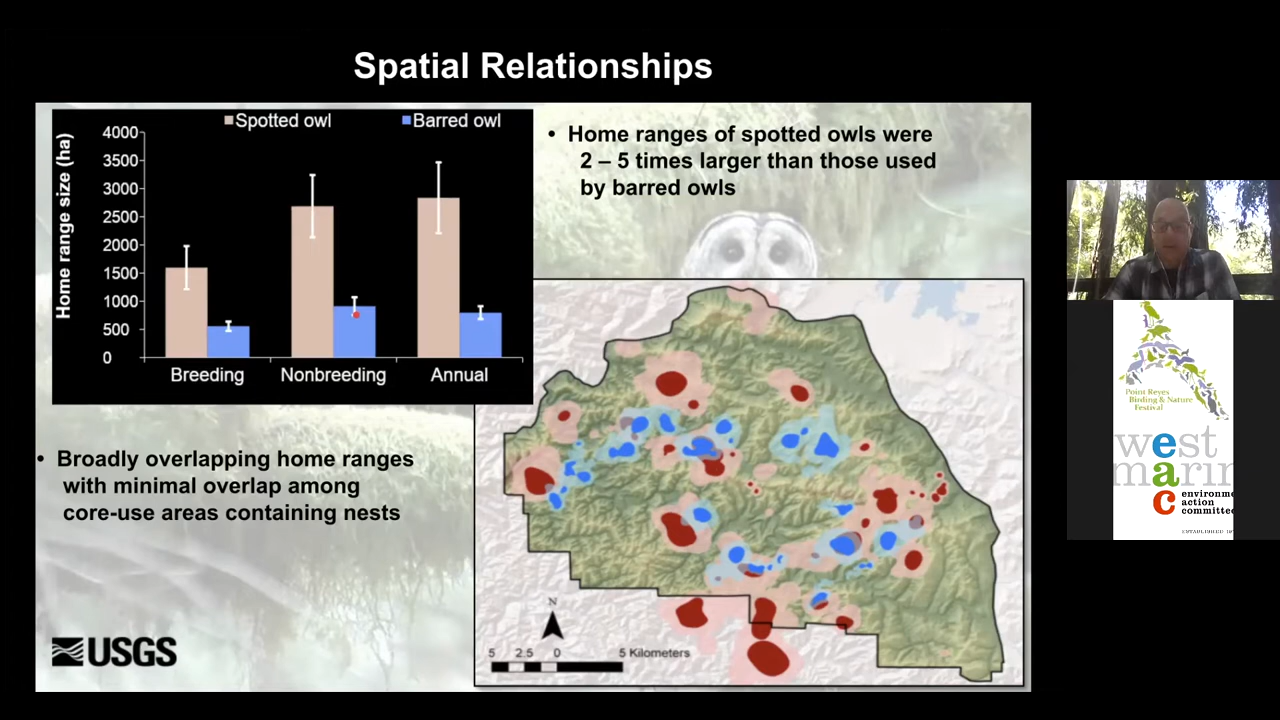 Spatial Relationships
Spotted owl
Barred owl
Home range size (ha)
4000
3500
3000
2500
2000
1500
1000
500
0
Breeding
Nonbreeding
Annual
• Home ranges of spotted owls were
2 – 5 times larger than those used
by barred owls
• Broadly overlapping home ranges
with minimal overlap among
core-use areas containing nests
N
5 2.5 0 5 Kilometers
USGS
Point Reyes
Birding & Nature
Festival
west
marin
eac
environme
action
committe